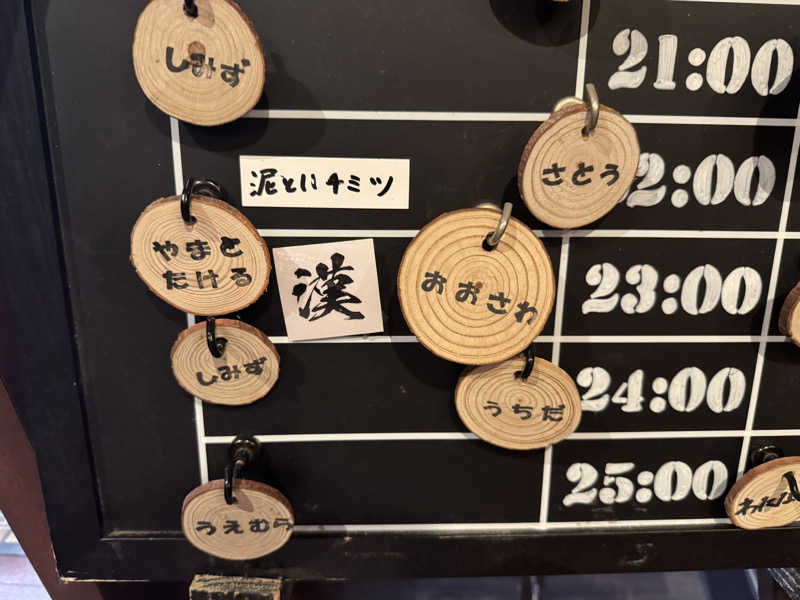 しみず
21:00
泥とハチミツ
さとう
22:00
やまと
たける
漢
おおさわ
23:00
しみず
うちだ
24:00
うえむら
25:00